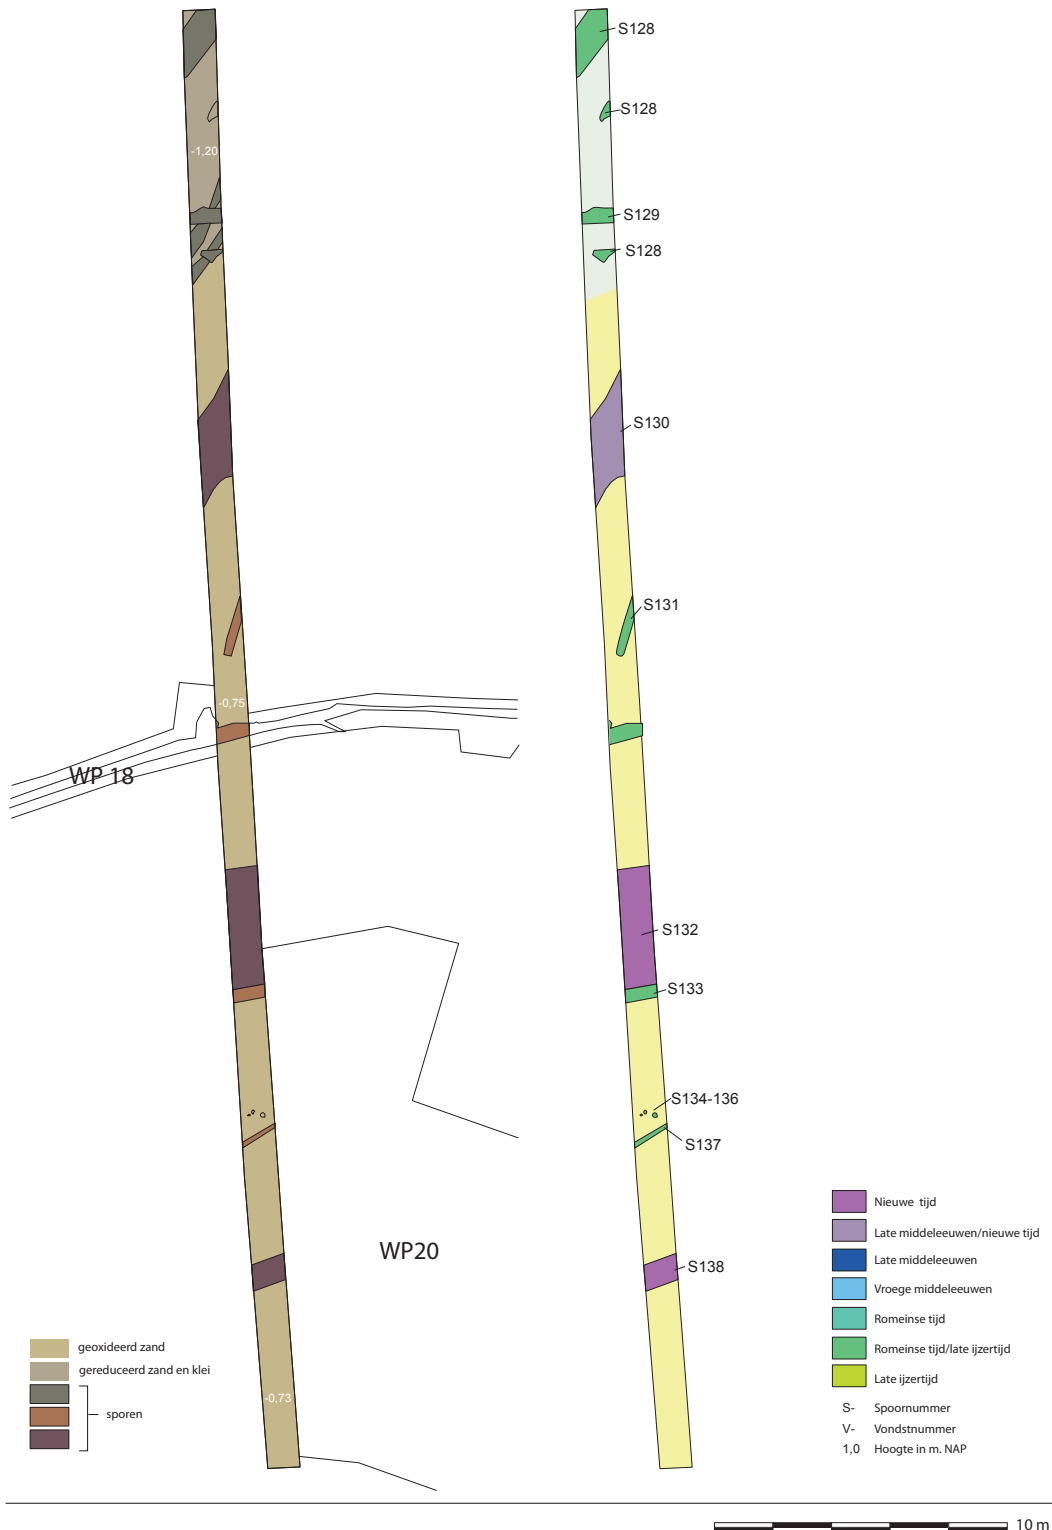 S128
S128
-1,20
S129
S128
S130
S131
-0,75
WP 18
S132
S133
S134-136
S137
WP20
S138
-0,73
geoxideerd zand
gereduceerd zand en klei
sporen
Nieuwe tijd
Late middeleeuwen/nieuwe tijd
Late middeleeuwen
Vroege middeleeuwen
Romeinse tijd
Romeinse tijd/late ijzertijd
Late ijzertijd
S- Spoornummer
V- Vondstnummer
1,0 Hoogte in m. NAP
10 m